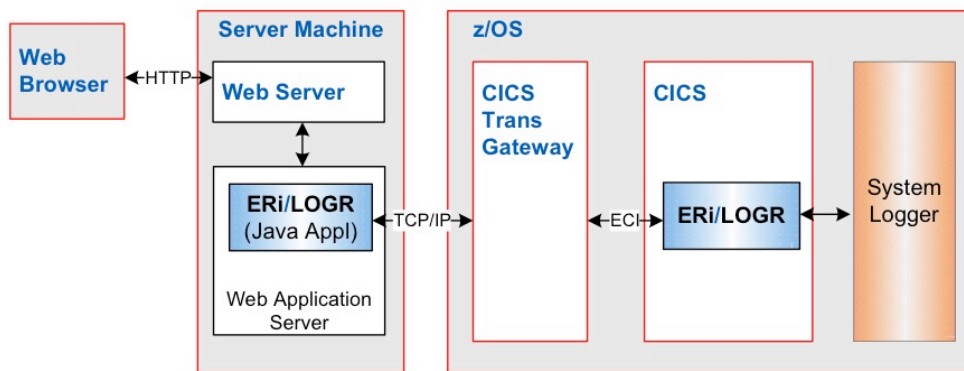 Server Machine
z/OS
Web
Browser
HTTP
Web Server
CICS
Trans
Gateway
CICS
ERi/LOGR
(Java Appl)
TCP/IP
ECI
ERi/LOGR
System
Logger
Web Application
Server